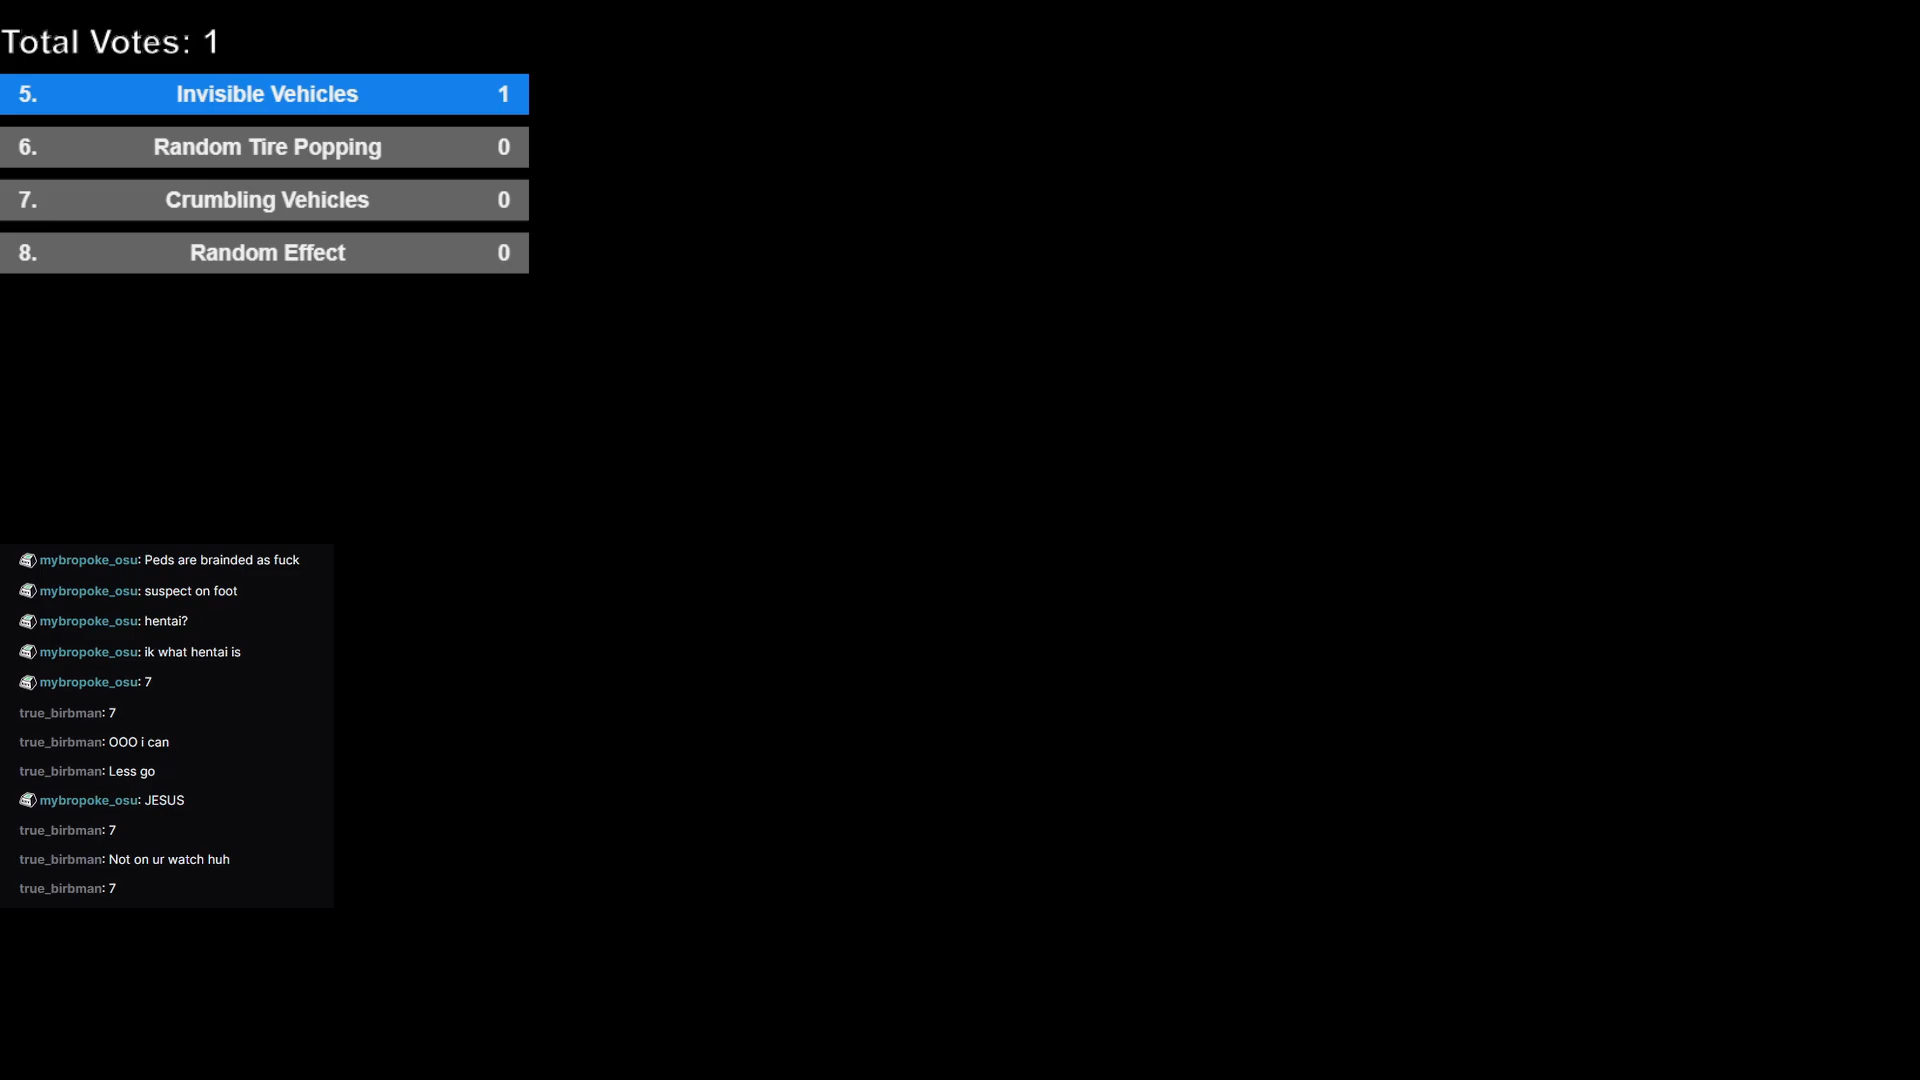 Total Votes: 1
5. Invisible Vehicles 1
6. Random Tire Popping 0
7. Crumbling Vehicles 0
8. Random Effect 0
mybropoke_osu: Peds are brainded as fuck
mybropoke_osu: suspect on foot
mybropoke_osu: hentai?
mybropoke_osu: ik what hentai is
mybropoke_osu: 7
true_birbman: 7
true_birbman: OOO i can
true_birbman: Less go
mybropoke_osu: JESUS
true_birbman: 7
true_birbman: Not on ur watch huh
true_birbman: 7